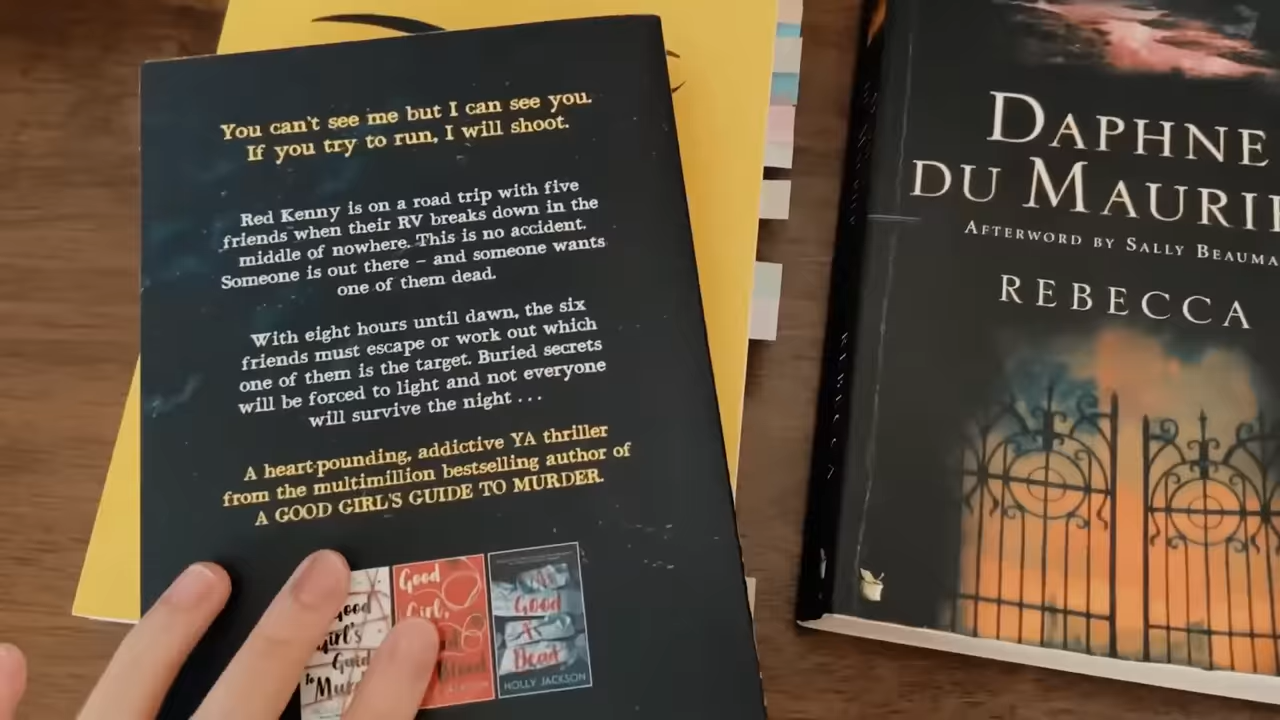 You can't see me but I can see you.
If you try to run, I will shoot.
Red Kenny is on a road trip with five
friends when their RV breaks down in the
middle of nowhere. This is no accident.
Someone is out there – and someone wants
one of them dead.
With eight hours until dawn, the six
friends must escape or work out which
one of them is the target. Buried secrets
will be forced to light and not everyone
will survive the night . . .
A heart-pounding, addictive YA thriller
from the multimillion bestselling author of
A GOOD GIRL'S GUIDE TO MURDER.
Good
Girl's
Guide
to
Good
Girl,
Good
Dead
HOLLY JACKSON
DAPHNE
DU
AFTERWORD BY SALLY
REBECCA
REBECCA